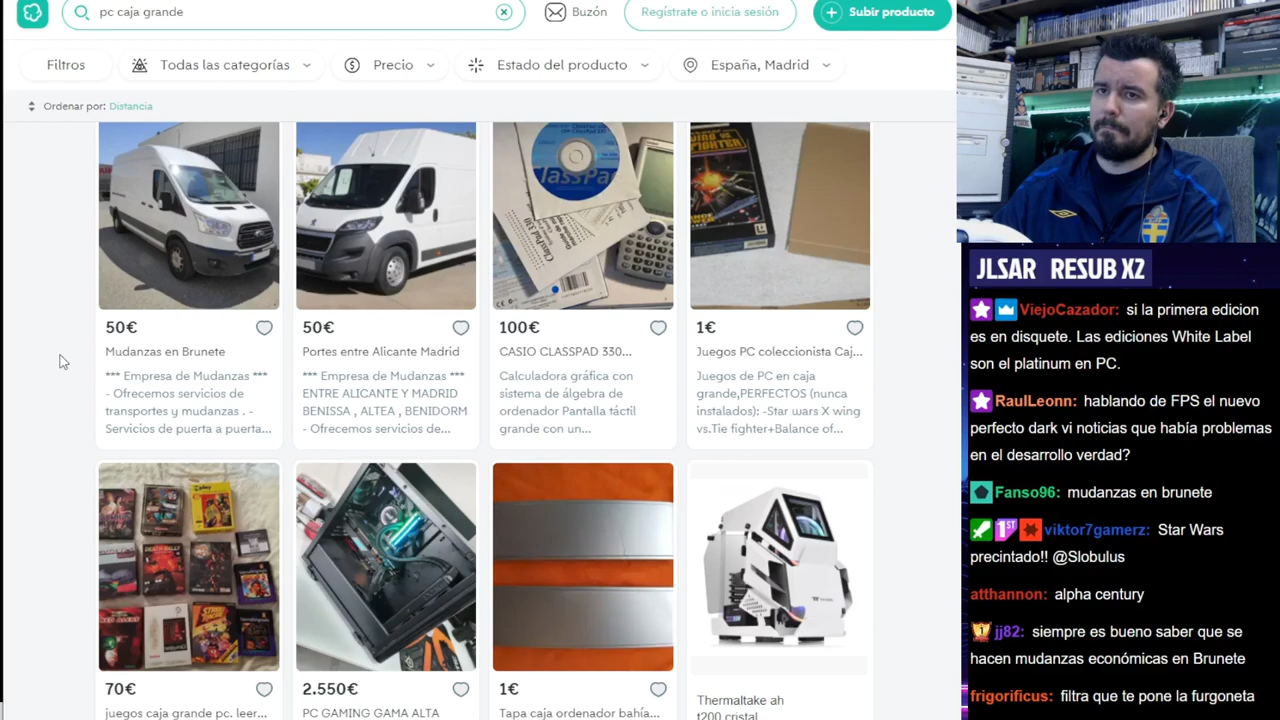 pc caja grande
Buzón
Regístrate o inicia sesión
Subir producto
Filtros
Todas las categorías
Precio
Estado del producto
España, Madrid
Ordenar por: Distancia
50€
Mudanzas en Brunete
*** Empresa de Mudanzas ***
- Ofrecemos servicios de
transportes y mudanzas . -
Servicios de puerta a puerta...
50€
Portes entre Alicante Madrid
*** Empresa de Mudanzas ***
ENTRE ALICANTE Y MADRID
BENISSA , ALTEA , BENIDORM
- Ofrecemos servicios de...
100€
CASIO CLASSPAD 330...
Calculadora gráfica con
sistema de álgebra de
ordenador Pantalla táctil
grande con un...
1€
Juegos PC coleccionista Caj...
Juegos de PC en caja
grande,PERFECTOS (nunca
instalados): -Star wars X wing
vs.Tie fighter+Balance of...
70€
juegos caja grande pc. leer...
2.550€
PC GAMING GAMA ALTA
1€
Tapa caja ordenador bahía...
Thermaltake ah
t200 cristal
JLSAR RESUB X2
ViejoCazador: si la primera edicion
es en disquete. Las ediciones White Label
son el platinum en PC.
RaulLeonn: hablando de FPS el nuevo
perfecto dark vi noticias que había problemas
en el desarrollo verdad?
Fanso96: mudanzas en brunete
1ST viktor7gamerz: Star Wars
precintado!! @Slobulus
atthannon: alpha century
jj82: siempre es bueno saber que se
hacen mudanzas económicas en Brunete
frigorificus: filtra que te pone la furgoneta